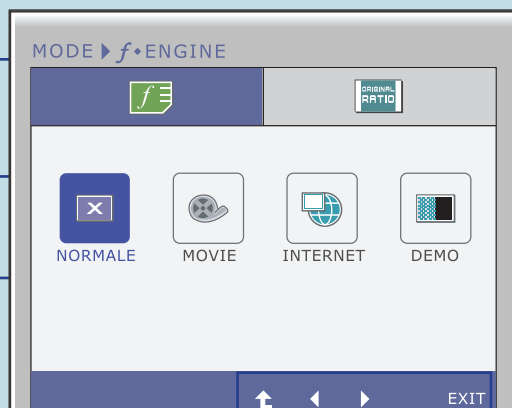 MODE f ENGINE
f
ORIGINAL
RATIO
NORMALE MOVIE INTERNET DEMO
EXIT